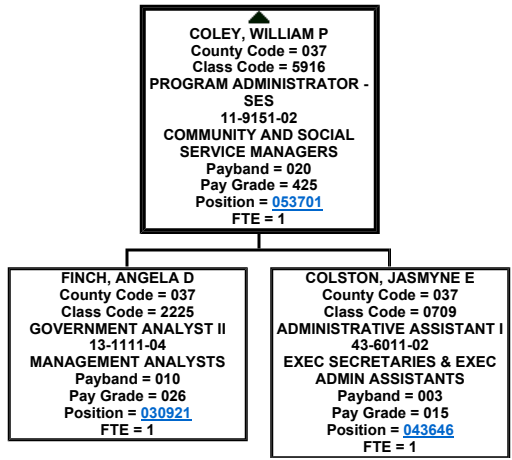 COLEY, WILLIAM P
County Code = 037
Class Code = 5916
PROGRAM ADMINISTRATOR -
SES
11-9151-02
COMMUNITY AND SOCIAL
SERVICE MANAGERS
Payband = 020
Pay Grade = 425
Position = 053701
FTE = 1
FINCH, ANGELA D
County Code = 037
Class Code = 2225
GOVERNMENT ANALYST II
13-1111-04
MANAGEMENT ANALYSTS
Payband = 010
Pay Grade = 026
Position = 030921
FTE = 1
COLSTON, JASMYNE E
County Code = 037
Class Code = 0709
ADMINISTRATIVE ASSISTANT I
43-6011-02
EXEC SECRETARIES & EXEC
ADMIN ASSISTANTS
Payband = 003
Pay Grade = 015
Position = 043646
FTE = 1